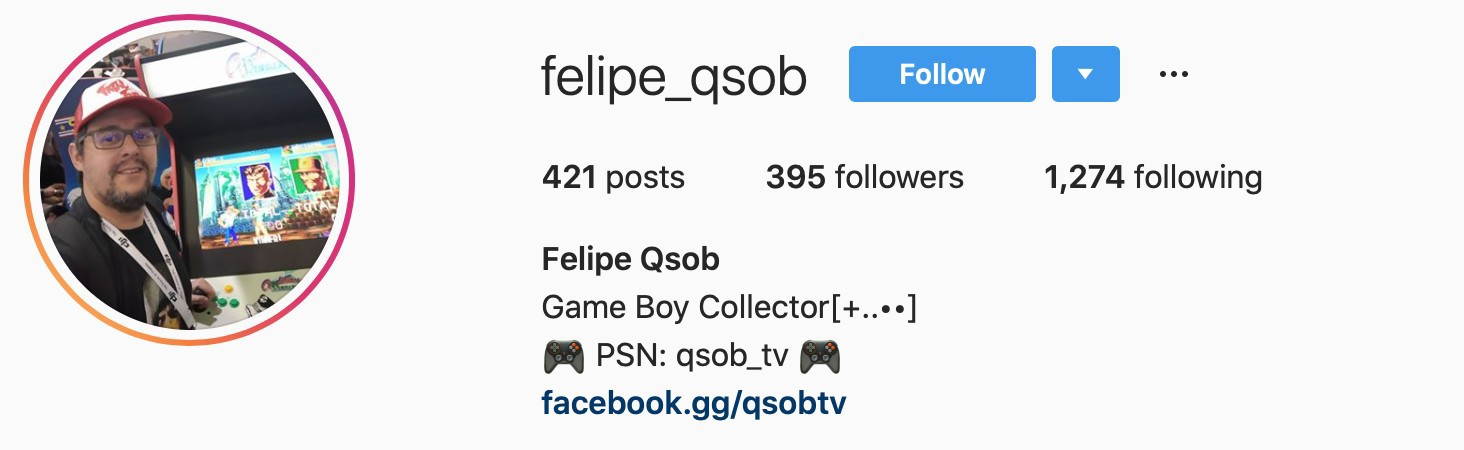 felipe_qsob Follow
421 posts 395 followers 1,274 following
Felipe Qsob
Game Boy Collector[+..••]
🎮 PSN: qsob_tv 🎮
facebook.gg/qsobtv